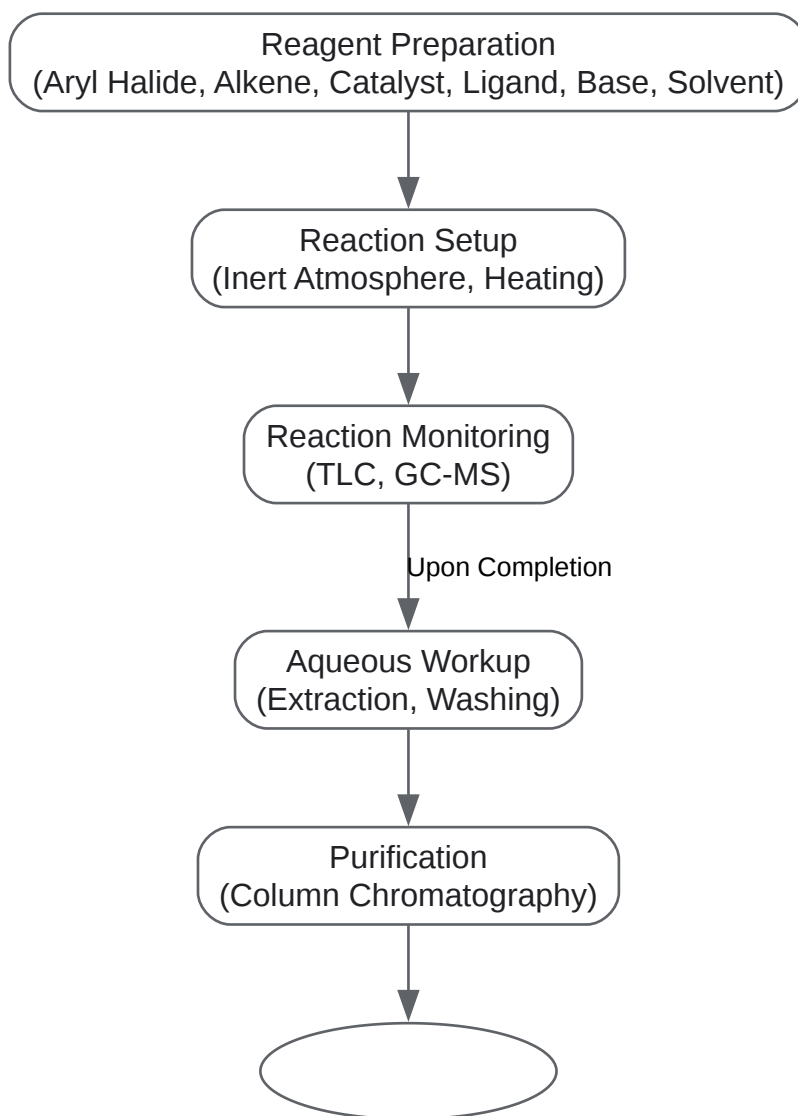 Reagent Preparation
(Aryl Halide, Alkene, Catalyst, Ligand, Base, Solvent)
Reaction Setup
(Inert Atmosphere, Heating)
Reaction Monitoring
(TLC, GC-MS)
Upon Completion
Aqueous Workup
(Extraction, Washing)
Purification
(Column Chromatography)